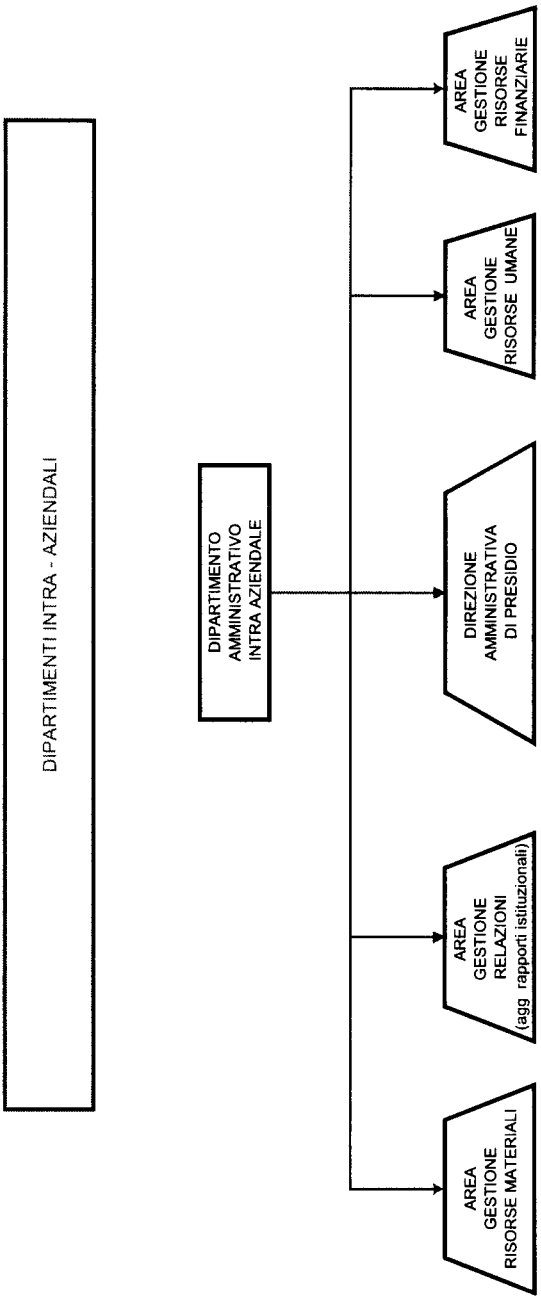 DIPARTIMENTI INTRA - AZIENDALI
DIPARTIMENTO
AMMINISTRATIVO
INTRA AZIENDALE
AREA
GESTIONE
RISORSE MATERIALI
AREA
GESTIONE
RELAZIONI
(agg rapporti istituzionali)
DIREZIONE
AMMINISTRATIVA
DI PRESIDIO
AREA
GESTIONE
RISORSE UMANE
AREA
GESTIONE
RISORSE
FINANZIARIE